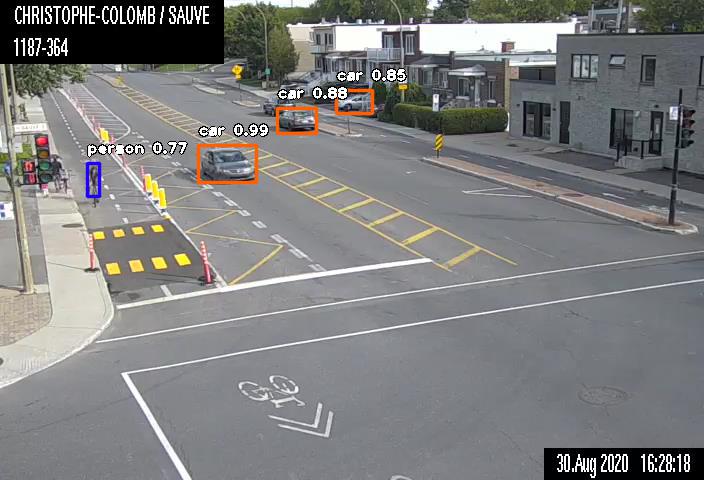 CHRISTOPHE-COLOMB / SAUVE
1187-364
car 0.85
car 0.88
car 0.99
person 0.77
30.Aug 2020 16:28:18